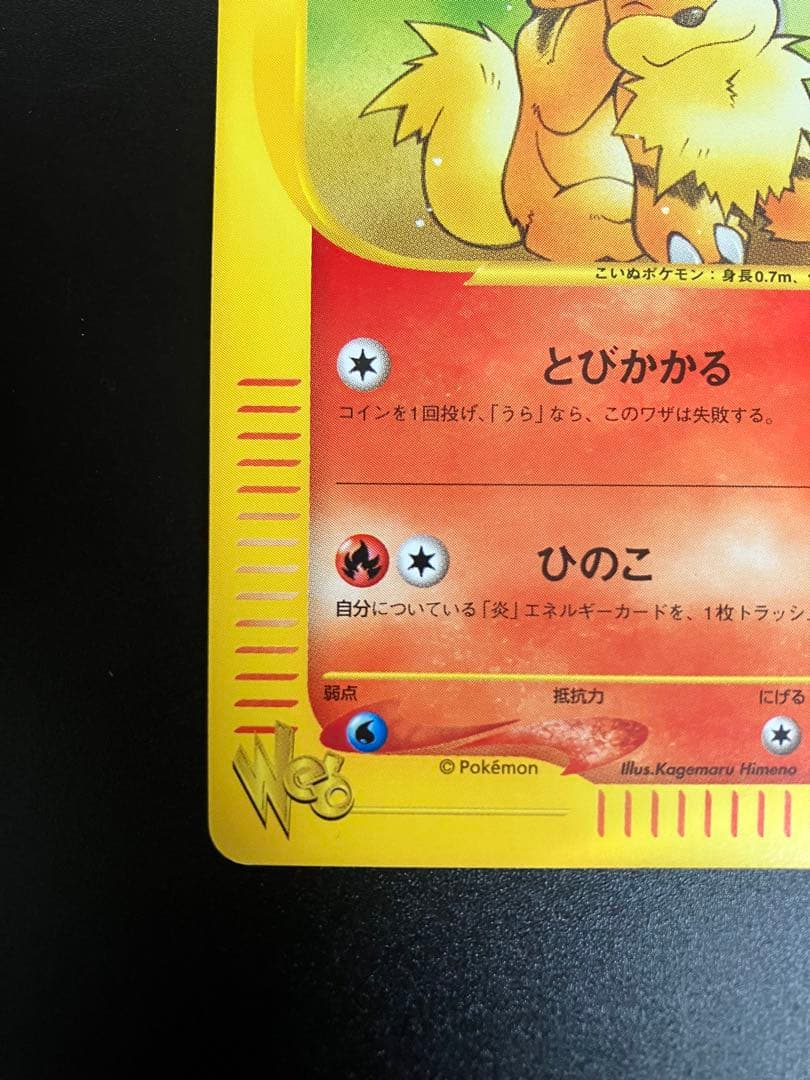 こいぬポケモン：身長0.7m、
とびかかる
コインを1回投げ、「うら」なら、このワザは失敗する。
ひのこ
自分についている「炎」エネルギーカードを、1枚トラッシ
弱点 抵抗力 にげる
Web
© Pokémon Illus.Kagemaru Himeno